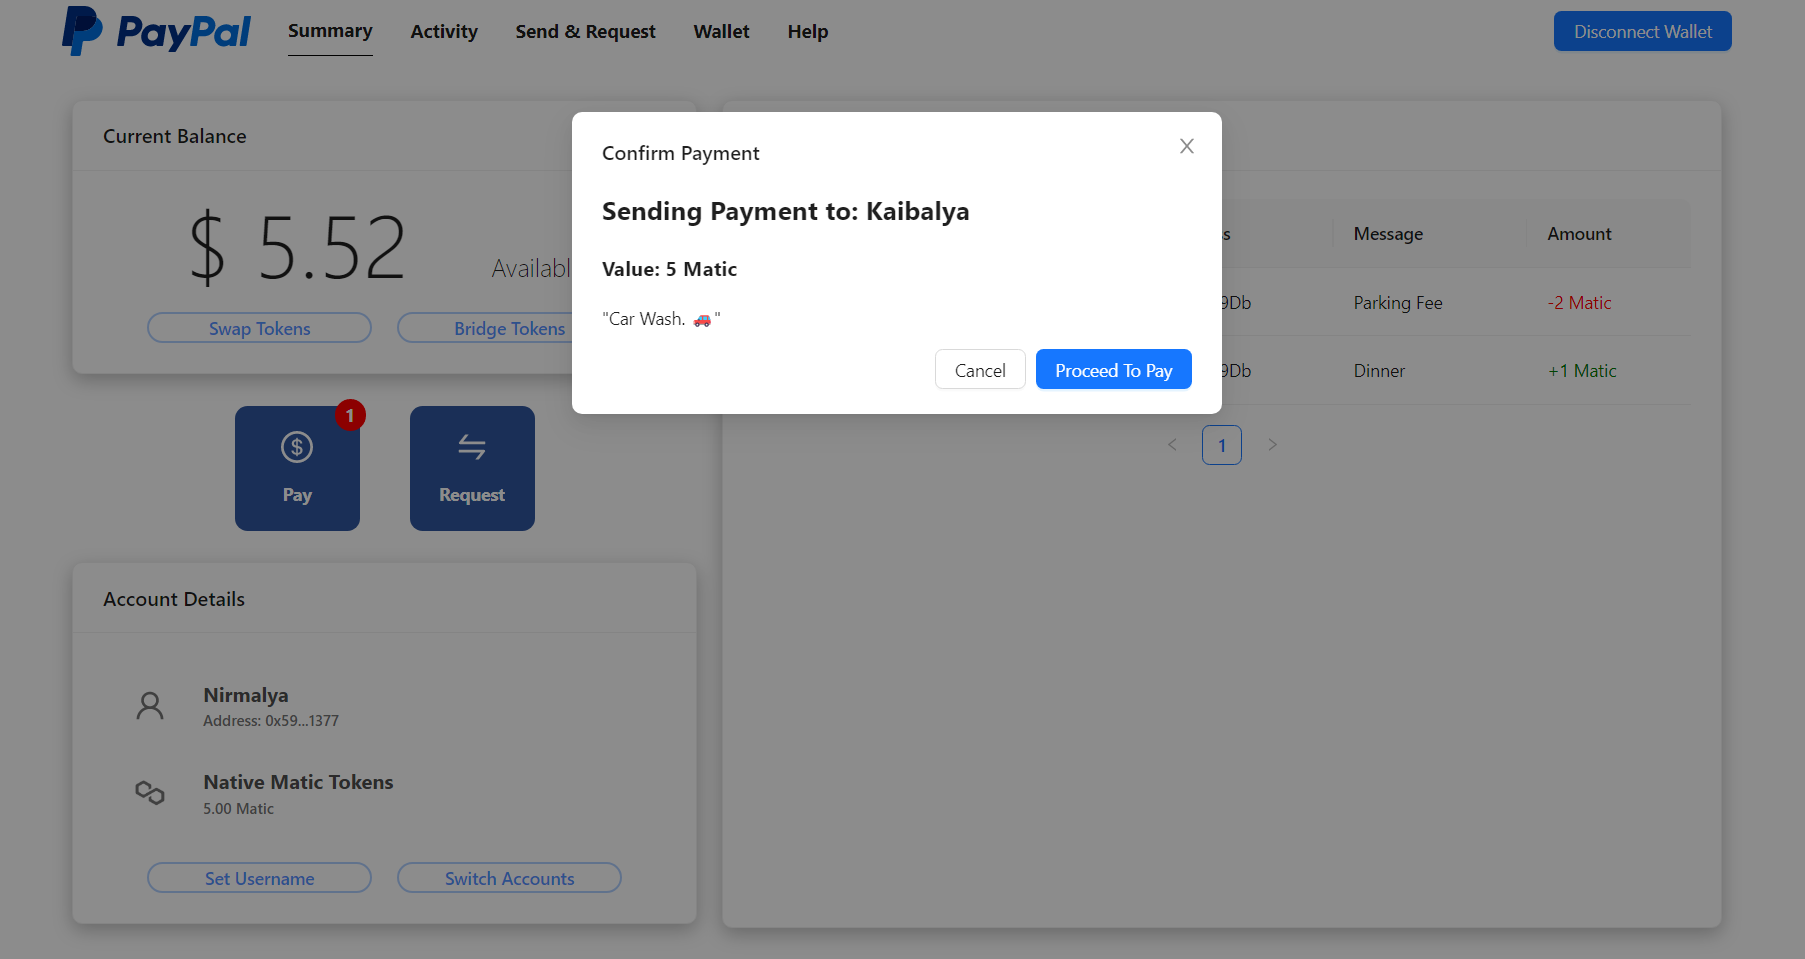 PayPal
Summary
Activity
Send & Request
Wallet
Help
Disconnect Wallet
Current Balance
$ 5.52
Swap Tokens
Bridge Tokens
1
Pay
Request
Account Details
Nirmalya
Address: 0x59...1377
Native Matic Tokens
5.00 Matic
Set Username
Switch Accounts
Confirm Payment
Sending Payment to: Kaibalya
Value: 5 Matic
"Car Wash. 🚗"
Cancel
Proceed To Pay
Message Amount
9Db Parking Fee -2 Matic
9Db Dinner +1 Matic
< 1 >